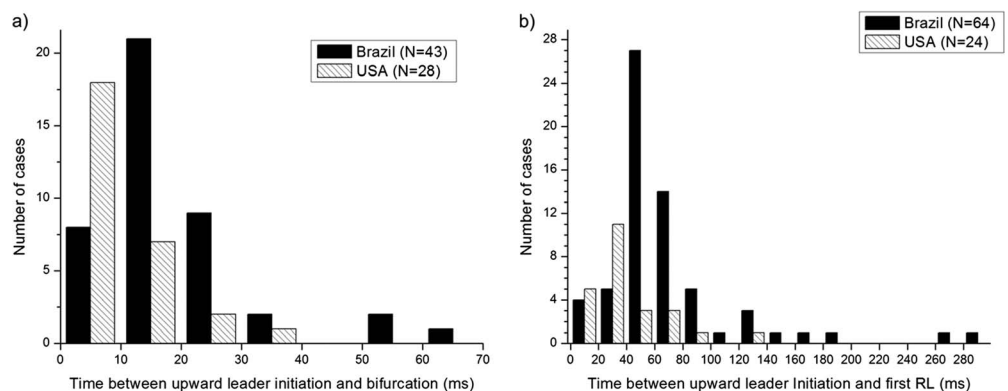 a)
Brazil (N=43)
USA (N=28)
Number of cases
20
15
10
5
0
0 10 20 30 40 50 60 70
Time between upward leader initiation and bifurcation (ms)
b)
Brazil (N=64)
USA (N=24)
Number of cases
28
24
20
16
12
8
4
0
0 20 40 60 80 100 120 140 160 180 200 220 240 260 280
Time between upward leader Initiation and first RL (ms)